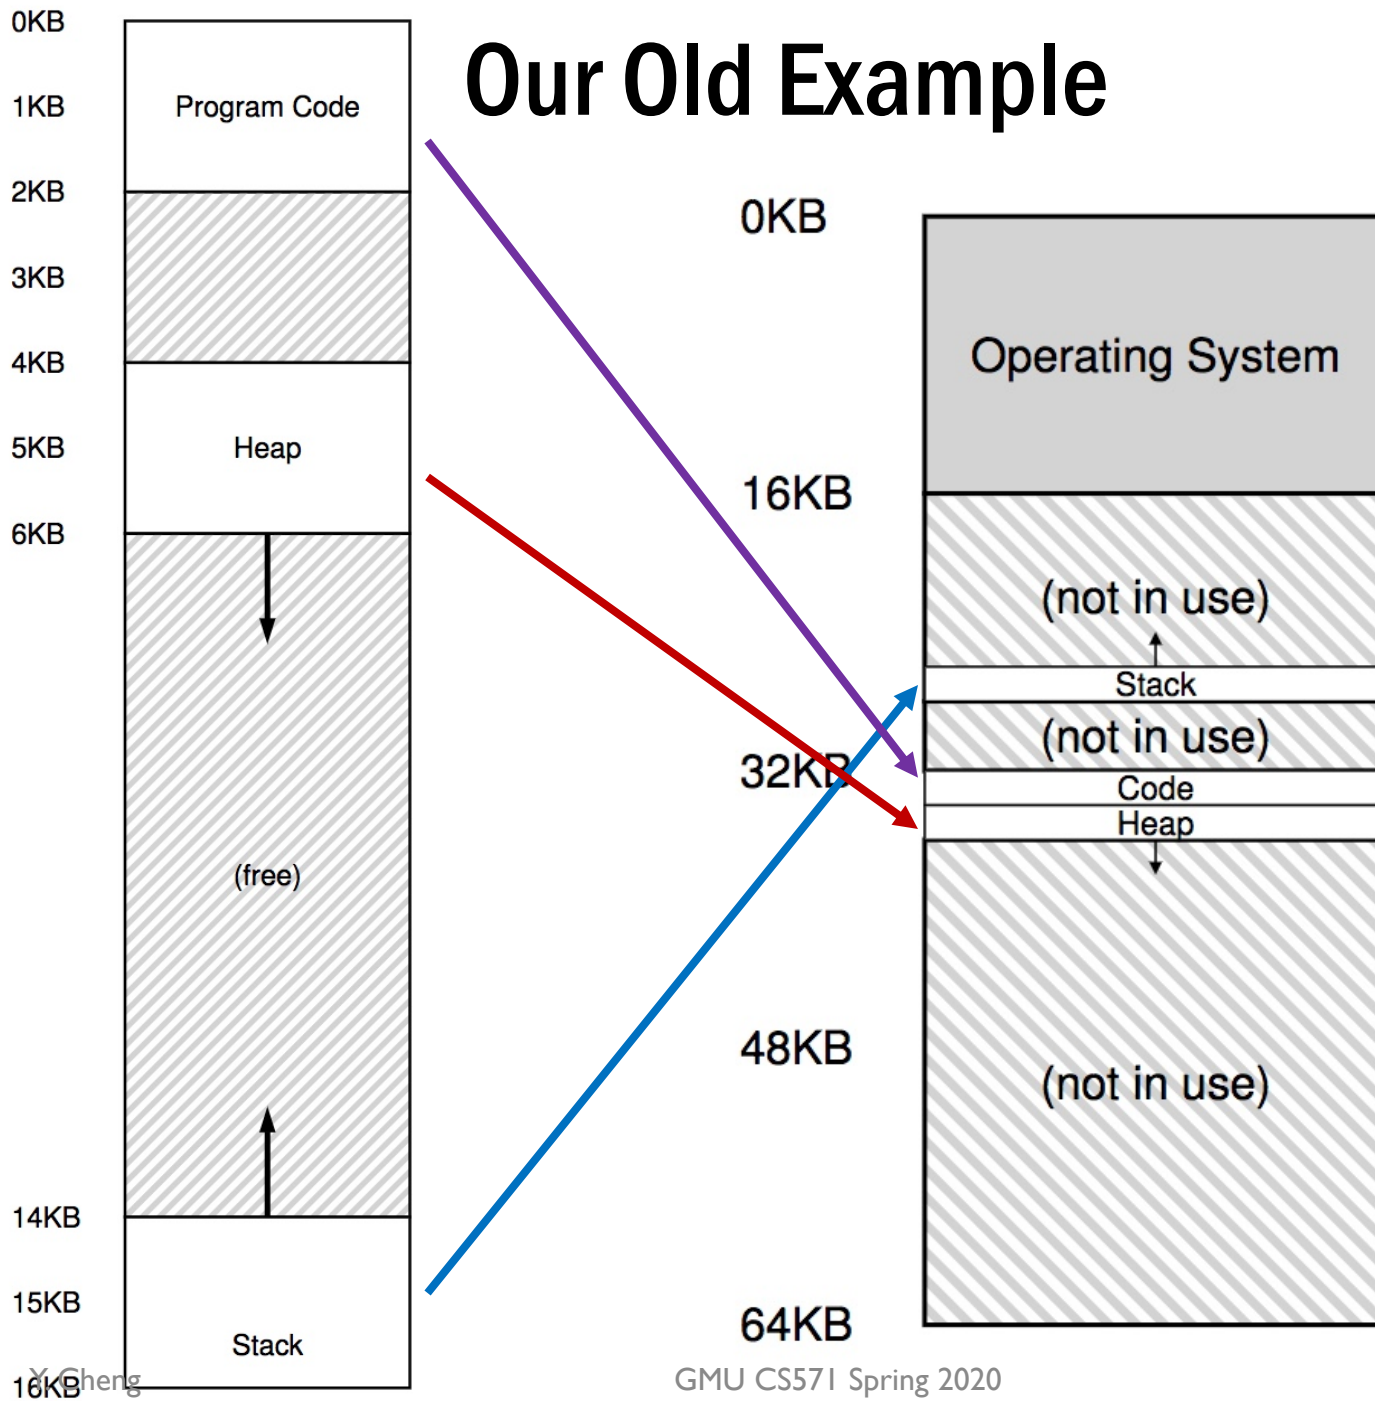 Our Old Example
0KB
1KB
Program Code
2KB
3KB
4KB
5KB
Heap
6KB
(free)
14KB
15KB
Stack
16KB
0KB
Operating System
16KB
(not in use)
Stack
(not in use)
32KB
Code
Heap
48KB
(not in use)
64KB
Y. Cheng
GMU CS571 Spring 2020